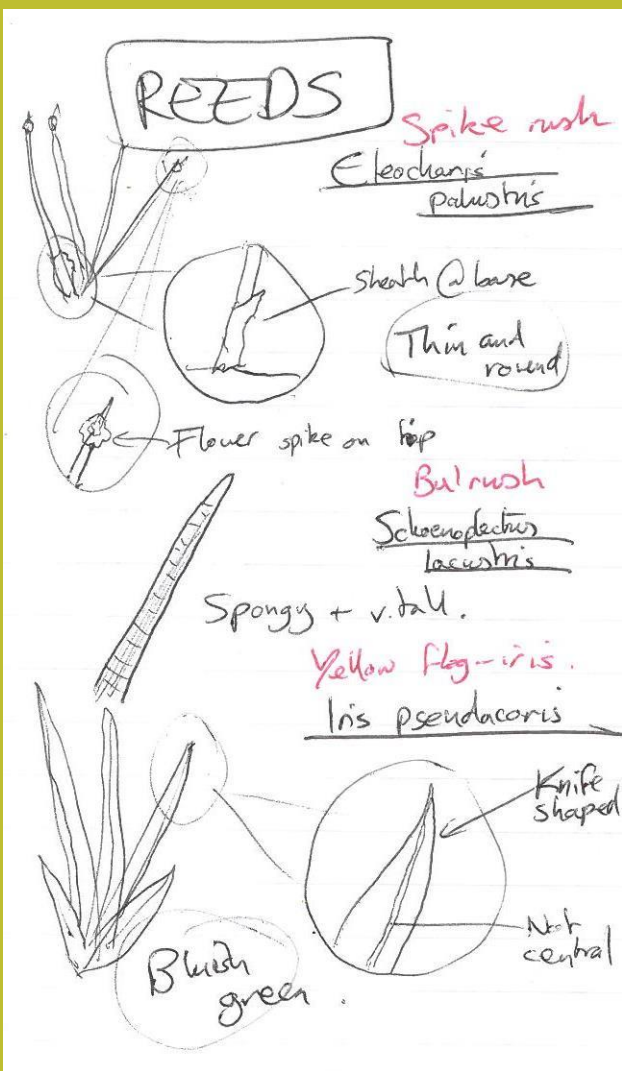 REEDS
Spike rush
Eleocharis
palustris
sheath @ base
Thin and
round
Flower spike on top
Bulrush
Schoenoplectus
lacustris
Spongy + v. tall.
Yellow flag-iris.
Iris pseudacoris
Knife
shaped
Not
central
Bluish
green.